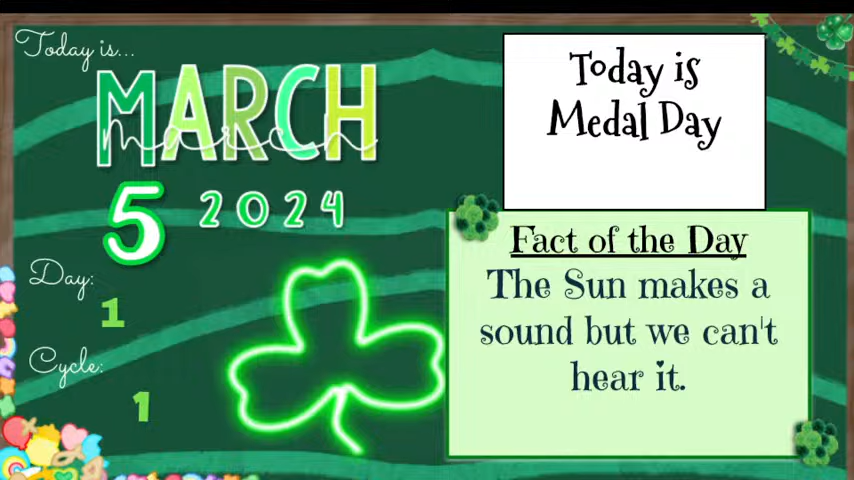 Today is...
MARCH
march
5 2024
Day:
1
Cycle:
1
Today is
Medal Day
Fact of the Day
The Sun makes a
sound but we can't
hear it.